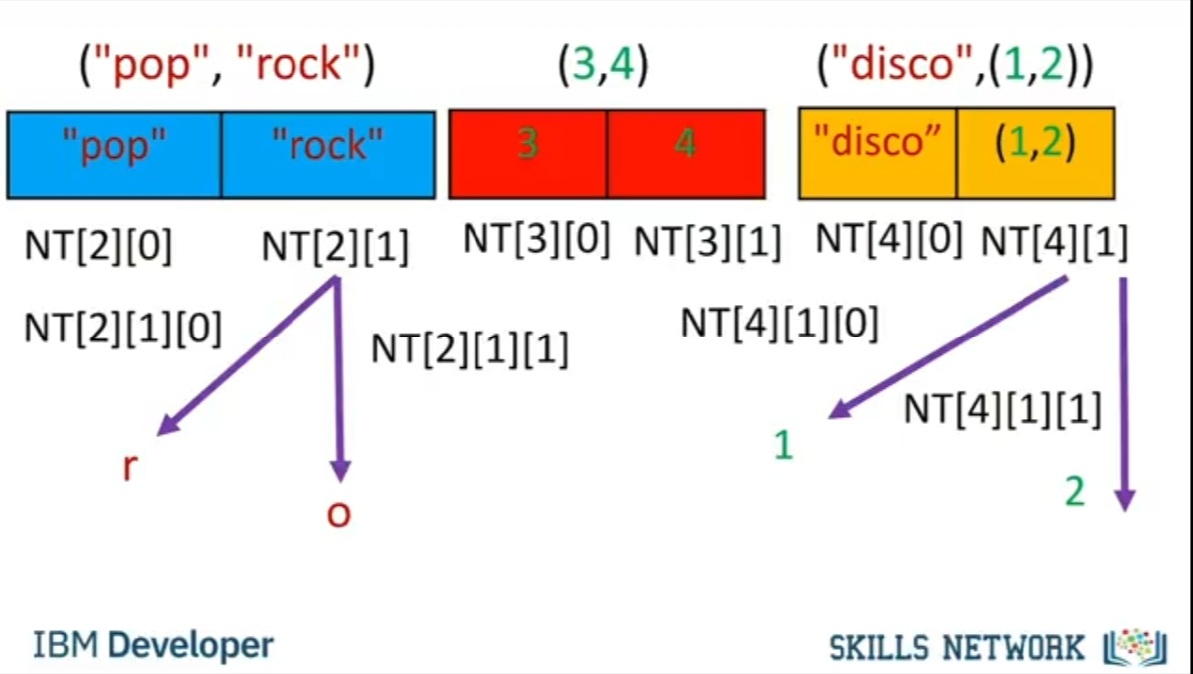 ("pop", "rock") (3,4) ("disco",(1,2))
"pop" "rock" 3 4 "disco” (1,2)
NT[2][0] NT[2][1] NT[3][0] NT[3][1] NT[4][0] NT[4][1]
NT[2][1][0] NT[2][1][1] NT[4][1][0]
NT[4][1][1]
r 1
o 2
IBM Developer SKILLS NETWORK